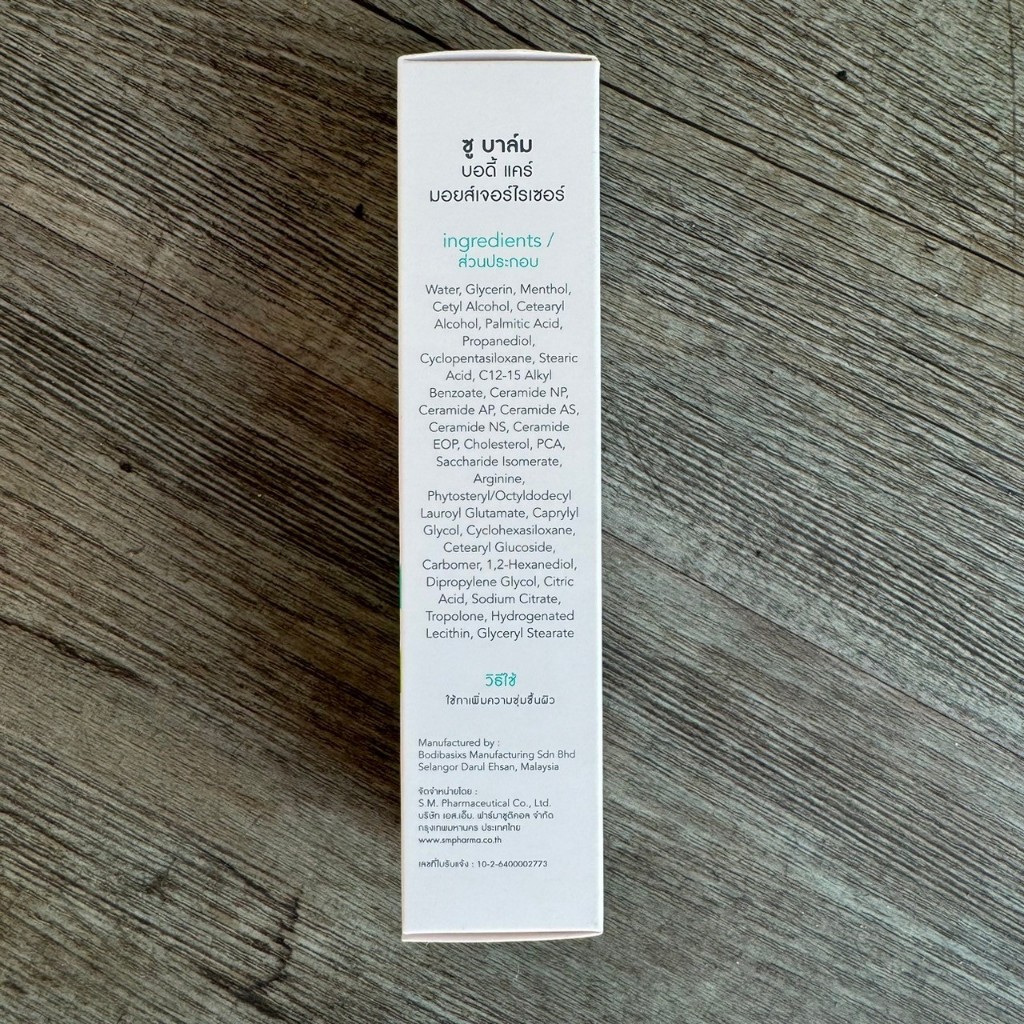 ซู บาล์ม
บอดี้ แคร์
มอยส์เจอร์ไรเซอร์
ingredients /
ส่วนประกอบ
Water, Glycerin, Menthol,
Cetyl Alcohol, Cetearyl
Alcohol, Palmitic Acid,
Propanediol,
Cyclopentasiloxane, Stearic
Acid, C12-15 Alkyl
Benzoate, Ceramide NP,
Ceramide AP, Ceramide AS,
Ceramide NS, Ceramide
EOP, Cholesterol, PCA,
Saccharide Isomerate,
Arginine,
Phytosteryl/Octyldodecyl
Lauroyl Glutamate, Caprylyl
Glycol, Cyclohexasiloxane,
Cetearyl Glucoside,
Carbomer, 1,2-Hexanediol,
Dipropylene Glycol, Citric
Acid, Sodium Citrate,
Tropolone, Hydrogenated
Lecithin, Glyceryl Stearate
วิธีใช้
ใช้ทาเพิ่มความชุ่มชื้นผิว
Manufactured by :
Bodibasixs Manufacturing Sdn Bhd
Selangor Darul Ehsan, Malaysia
จัดจำหน่ายโดย :
S.M. Pharmaceutical Co., Ltd.
บริษัท เอส.เอ็ม. ฟาร์มาซูติคอล จำกัด
กรุงเทพมหานคร ประเทศไทย
www.smpharma.co.th
เลขที่ใบรับแจ้ง : 10-2-6400002773